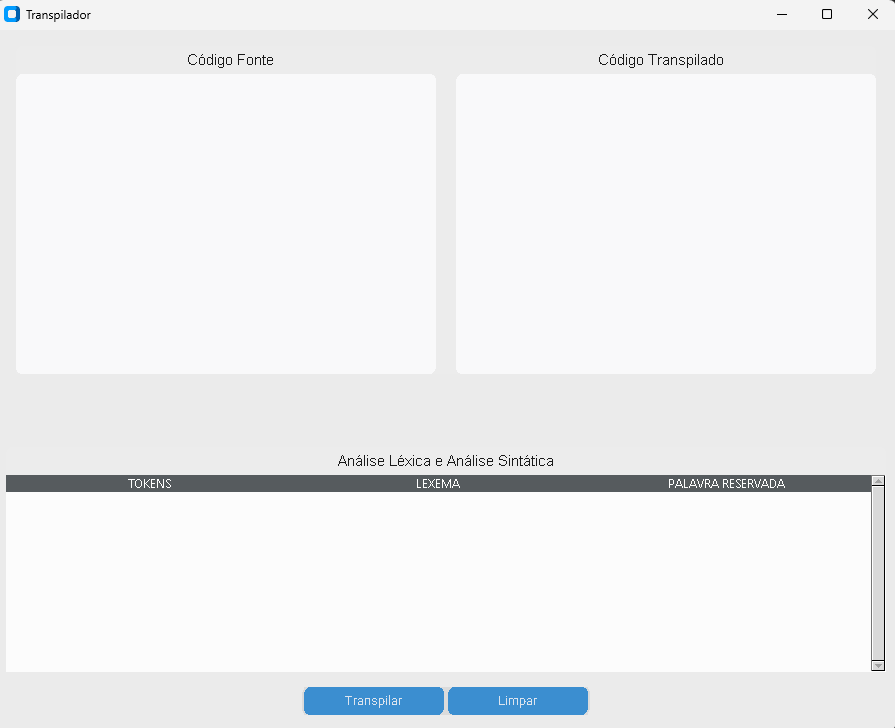 Transpilador
Código Fonte
Código Transpilado
Análise Léxica e Análise Sintática
TOKENS LEXEMA PALAVRA RESERVADA
Transpilar
Limpar